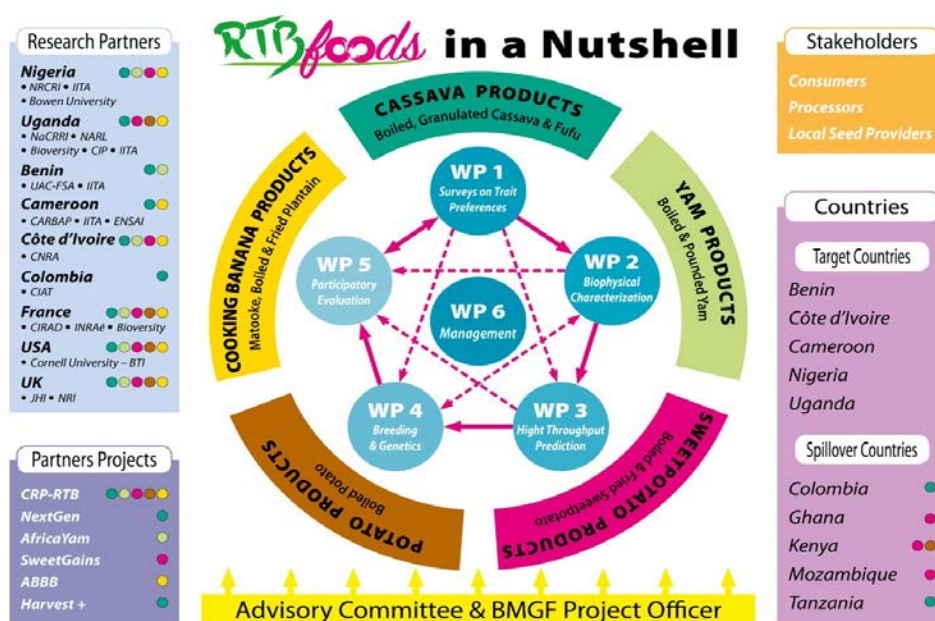 RTBfoods in a Nutshell
Research Partners
Nigeria
• NRCRI • IITA
• Bowen University
Uganda
• NaCRRI • NARL
• Bioversity • CIP • IITA
Benin
• UAC-FSA • IITA
Cameroon
• CARBAP • IITA • ENSAI
Côte d'Ivoire
• CNRA
Colombia
• CIAT
France
• CIRAD • INRAé • Bioversity
USA
• Cornell University – BTI
UK
• JHI • NRI
Partners Projects
CRP-RTB
NextGen
AfricaYam
SweetGains
ABBB
Harvest +
CASSAVA PRODUCTS
Boiled, Granulated Cassava & Fufu
YAM PRODUCTS
Boiled & Pounded Yam
SWEETPOTATO PRODUCTS
Boiled & Fried Sweetpotato
POTATO PRODUCTS
Boiled Potato
COOKING BANANA PRODUCTS
Matooke, Boiled & Fried Plantain
WP 1
Surveys on Trait
Preferences
WP 2
Biophysical
Characterization
WP 3
Hight Throughput
Prediction
WP 4
Breeding
& Genetics
WP 5
Participatory
Evaluation
WP 6
Management
Advisory Committee & BMGF Project Officer
Stakeholders
Consumers
Processors
Local Seed Providers
Countries
Target Countries
Benin
Côte d'Ivoire
Cameroon
Nigeria
Uganda
Spillover Countries
Colombia
Ghana
Kenya
Mozambique
Tanzania